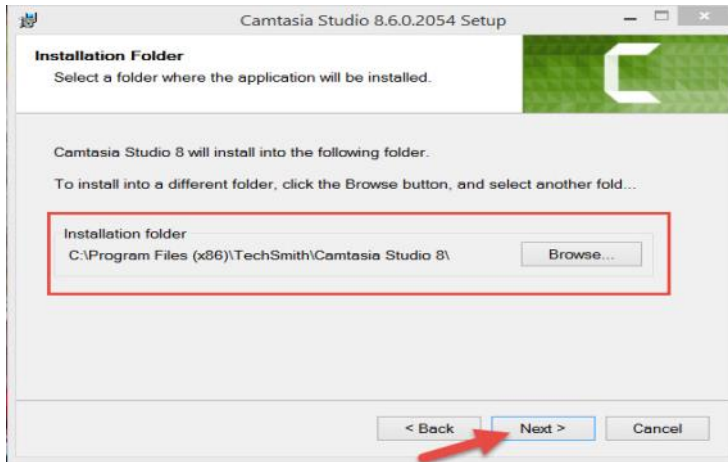 Camtasia Studio 8.6.0.2054 Setup
Installation Folder
Select a folder where the application will be installed.
Camtasia Studio 8 will install into the following folder.
To install into a different folder, click the Browse button, and select another fold...
Installation folder
C:\Program Files (x86)\TechSmith\Camtasia Studio 8\
Browse...
< Back
Next >
Cancel